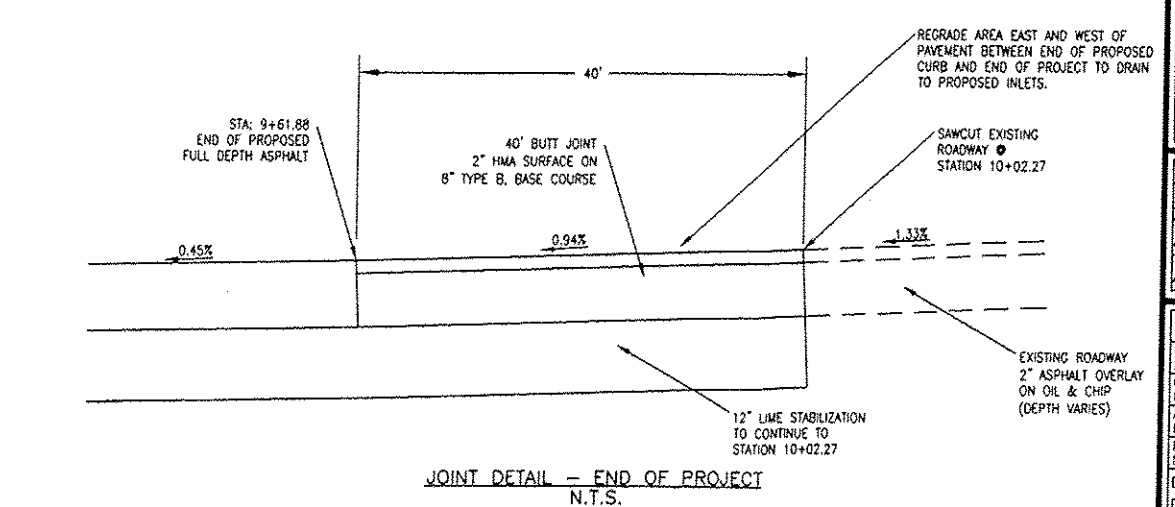 REGRADE AREA EAST AND WEST OF
PAVEMENT BETWEEN END OF PROPOSED
CURB AND END OF PROJECT TO DRAIN
TO PROPOSED INLETS.
40'
STA: 9+61.88
END OF PROPOSED
FULL DEPTH ASPHALT
40' BUTT JOINT
2" HMA SURFACE ON
8" TYPE B. BASE COURSE
SAWCUT EXISTING
ROADWAY @
STATION 10+02.27
0.45%
0.94%
1.33%
EXISTING ROADWAY
2" ASPHALT OVERLAY
ON OIL & CHIP
(DEPTH VARIES)
12" LIME STABILIZATION
TO CONTINUE TO
STATION 10+02.27
JOINT DETAIL – END OF PROJECT
N.T.S.